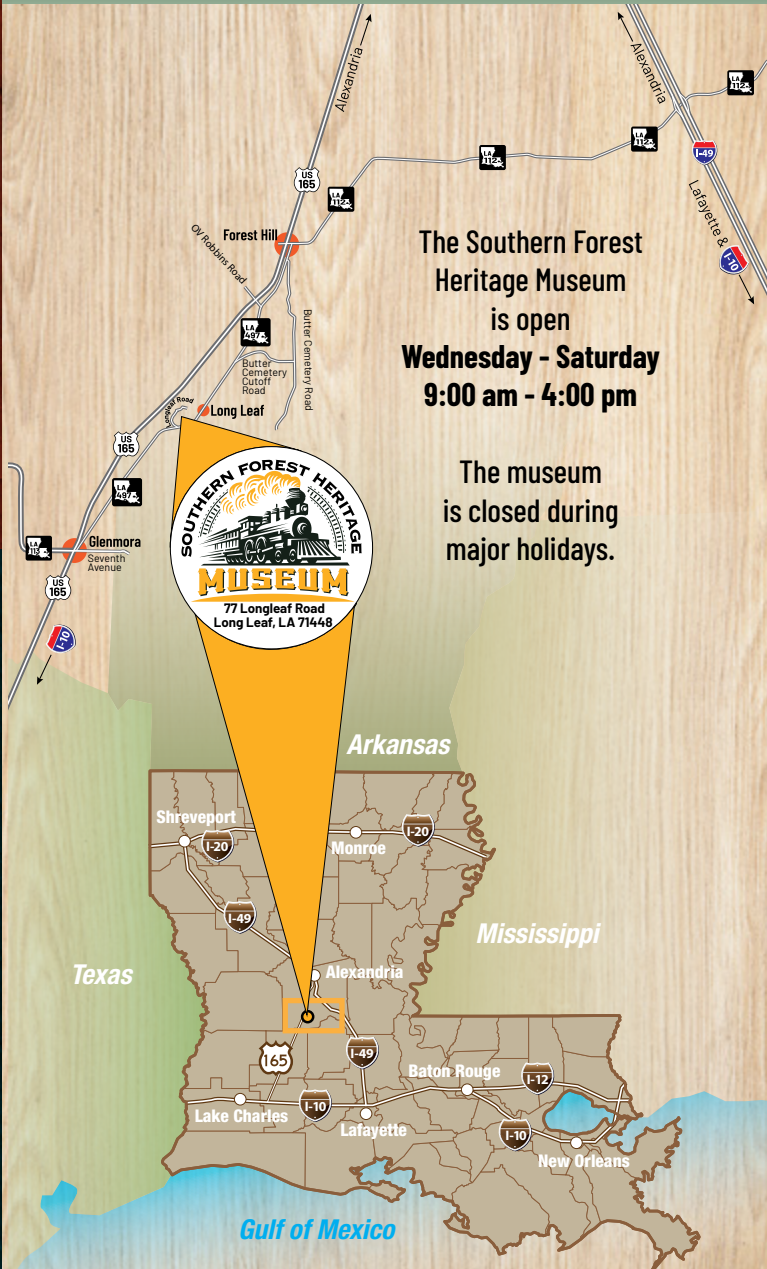 Alexandria
Alexandria
LA
112
LA
112
I-49
LA
112
US
165
LA
112
Lafayette &
I-10
Forest Hill
OV Robbins Road
The Southern Forest
Heritage Museum
is open
Wednesday - Saturday
9:00 am - 4:00 pm
The museum
is closed during
major holidays.
LA
497
Butter Cemetery Road
Butter
Cemetery
Cutoff
Road
Longleaf Road
Long Leaf
US
165
LA
497
LA
113
Glenmora
Seventh
Avenue
US
165
I-10
SOUTHERN FOREST HERITAGE
MUSEUM
77 Longleaf Road
Long Leaf, LA 71448
Arkansas
Shreveport
I-20
Monroe
I-20
I-49
Mississippi
Texas
Alexandria
165
I-49
Baton Rouge
I-12
Lake Charles
I-10
Lafayette
I-10
New Orleans
Gulf of Mexico